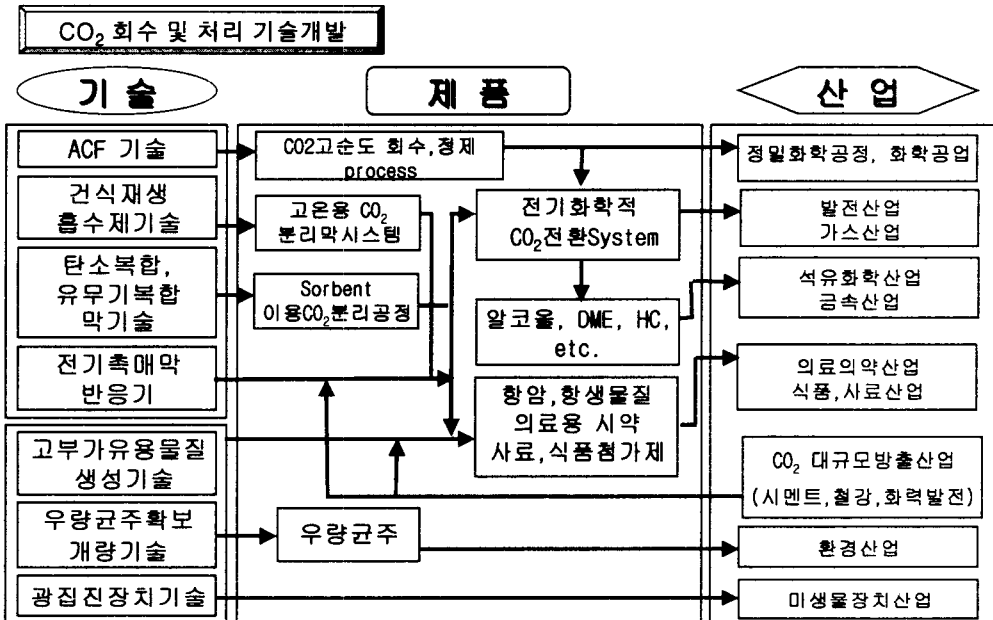 CO₂ 회수 및 처리 기술개발
기 술
제 품
산 업
ACF 기술
건식재생
흡수제기술
탄소복합,
유무기복합
막기술
전기촉매막
반응기
고부가유용물질
생성기술
우량균주확보
개량기술
광집진장치기술
CO2고순도 회수,정제
process
고온용 CO₂
분리막시스템
Sorbent
이용CO₂분리공정
전기화학적
CO₂전환System
알코올, DME, HC,
etc.
항암,항생물질
의료용 시약
사료,식품첨가제
우량균주
정밀화학공정, 화학공업
발전산업
가스산업
석유화학산업
금속산업
의료의약산업
식품,사료산업
CO₂ 대규모방출산업
(시멘트,철강,화력발전)
환경산업
미생물장치산업